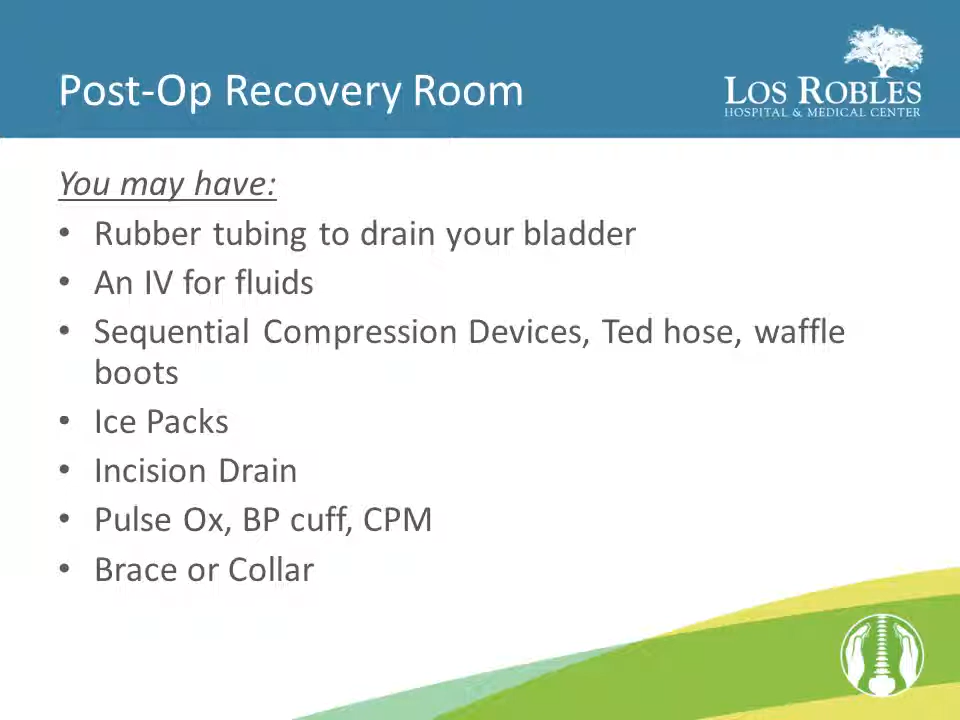 Post-Op Recovery Room
LOS ROBLES
HOSPITAL & MEDICAL CENTER
You may have:
• Rubber tubing to drain your bladder
• An IV for fluids
• Sequential Compression Devices, Ted hose, waffle
boots
• Ice Packs
• Incision Drain
• Pulse Ox, BP cuff, CPM
• Brace or Collar